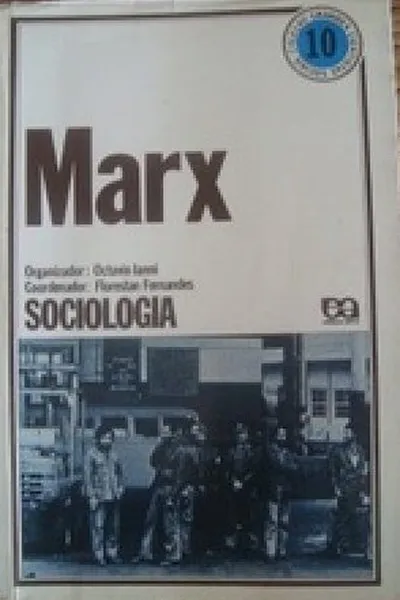 10
Marx
Organizador: Octavio Ianni
Coordenador: Florestan Fernandes
SOCIOLOGIA